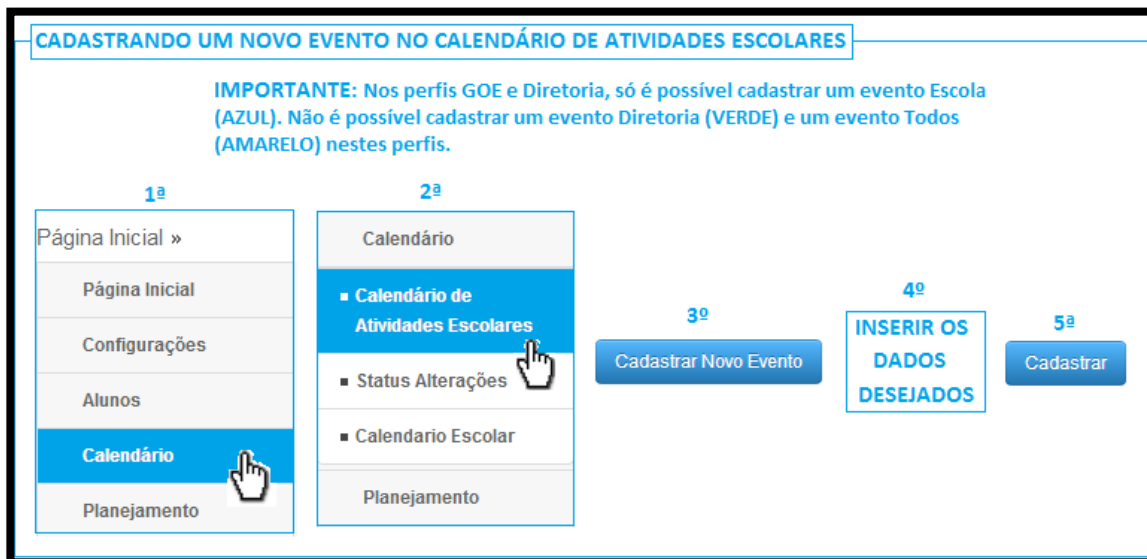 CADASTRANDO UM NOVO EVENTO NO CALENDÁRIO DE ATIVIDADES ESCOLARES
IMPORTANTE: Nos perfis GOE e Diretoria, só é possível cadastrar um evento Escola
(AZUL). Não é possível cadastrar um evento Diretoria (VERDE) e um evento Todos
(AMARELO) nestes perfis.
1ª
Página Inicial »
Página Inicial
Configurações
Alunos
Calendário
Planejamento
2ª
Calendário
Calendário de
Atividades Escolares
Status Alterações
Calendario Escolar
Planejamento
3º
Cadastrar Novo Evento
4º
INSERIR OS
DADOS
DESEJADOS
5ª
Cadastrar